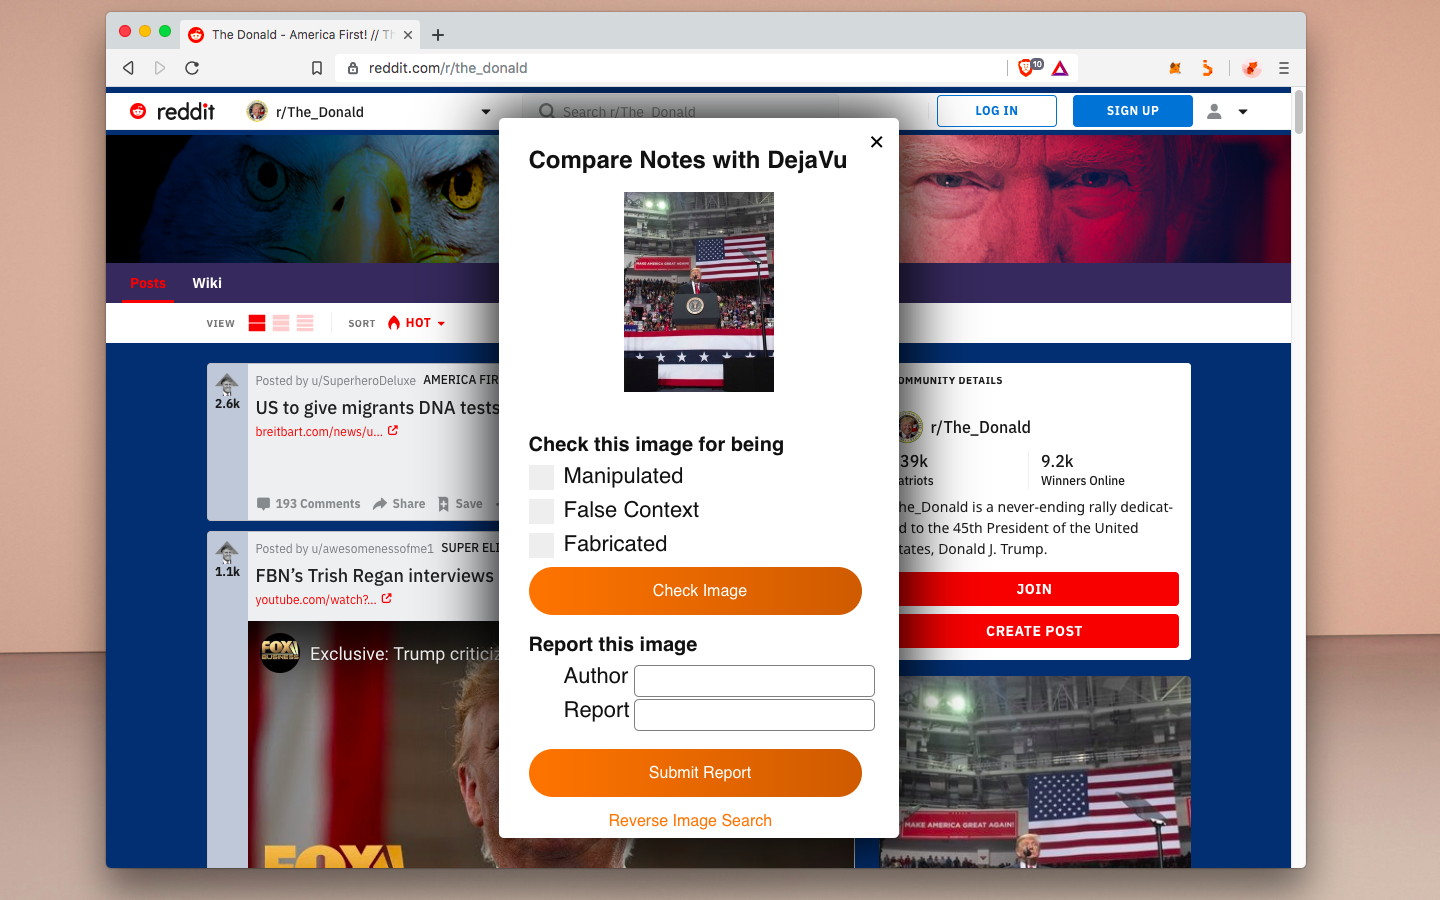 The Donald - America First! // Th
reddit.com/r/the_donald
10
reddit
r/The_Donald
Search r/The_Donald
LOG IN
SIGN UP
Posts
Wiki
VIEW
SORT
HOT
Posted by u/SuperheroDeluxe AMERICA FIR
2.6k
US to give migrants DNA tests
breitbart.com/news/u...
193 Comments
Share
Save
Posted by u/awesomenessofme1 SUPER ELI
1.1k
FBN’s Trish Regan interviews
youtube.com/watch?...
FOX
BUSINESS
Exclusive: Trump criticiz
FOX
Compare Notes with DejaVu
MAKE AMERICA GREAT AGAIN!
Check this image for being
Manipulated
False Context
Fabricated
Check Image
Report this image
Author
Report
Submit Report
Reverse Image Search
OMMUNITY DETAILS
r/The_Donald
39k
atriots
9.2k
Winners Online
he_Donald is a never-ending rally dedicat-
d to the 45th President of the United
tates, Donald J. Trump.
JOIN
CREATE POST
MAKE AMERICA GREAT AGAIN!